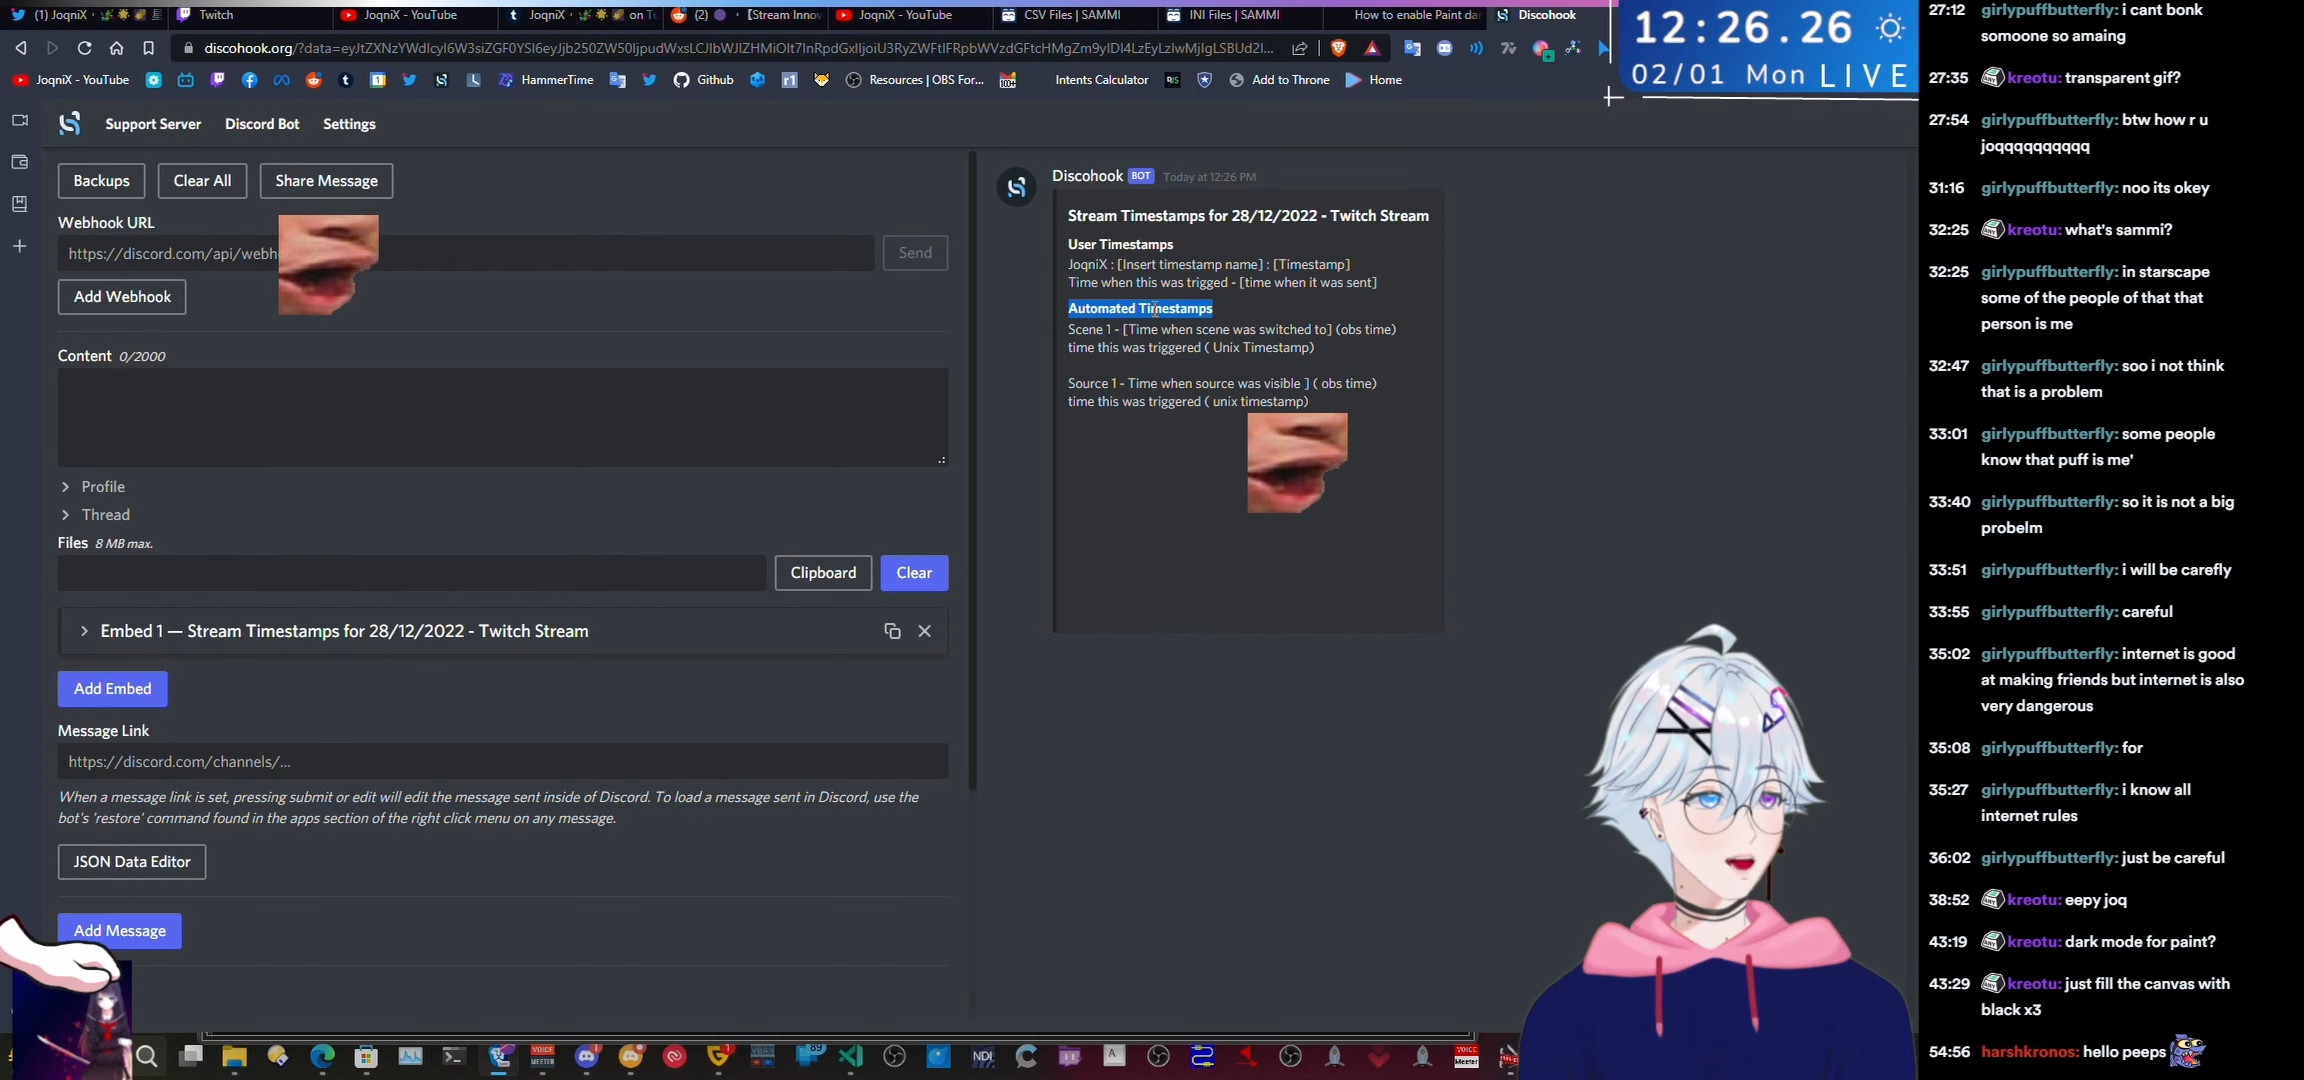 (1) JoqniX ·
Twitch
JoqniX - YouTube
JoqniX · on Tu
(2) · [Stream Innov
JoqniX - YouTube
CSV Files | SAMMI
INI Files | SAMMI
How to enable Paint dar
Discohook
JoqniX - YouTube
HammerTime
Github
Resources | OBS For...
Intents Calculator
Add to Throne
Home
12:26.26
02/01 Mon LIVE
Support Server
Discord Bot
Settings
Backups
Clear All
Share Message
Webhook URL
https://discord.com/api/webh
Send
Add Webhook
Content 0/2000
Profile
Thread
Files 8 MB max.
Clipboard
Clear
Embed 1 — Stream Timestamps for 28/12/2022 - Twitch Stream
Add Embed
Message Link
https://discord.com/channels/...
When a message link is set, pressing submit or edit will edit the message sent inside of Discord. To load a message sent in Discord, use the
bot's 'restore' command found in the apps section of the right click menu on any message.
JSON Data Editor
Add Message
Discohook BOT Today at 12:26 PM
Stream Timestamps for 28/12/2022 - Twitch Stream
User Timestamps
JoqniX : [Insert timestamp name] : [Timestamp]
Time when this was trigged - [time when it was sent]
Automated Timestamps
Scene 1 - [Time when scene was switched to] (obs time)
time this was triggered ( Unix Timestamp)
Source 1 - Time when source was visible ] ( obs time)
time this was triggered ( unix timestamp)
27:12 girlypuffbutterfly: i cant bonk
somoone so amaing
27:35 kreotu: transparent gif?
27:54 girlypuffbutterfly: btw how r u
joqqqqqqqqqq
31:16 girlypuffbutterfly: noo its okey
32:25 kreotu: what's sammi?
32:25 girlypuffbutterfly: in starscape
some of the people of that that
person is me
32:47 girlypuffbutterfly: soo i not think
that is a problem
33:01 girlypuffbutterfly: some people
know that puff is me'
33:40 girlypuffbutterfly: so it is not a big
probelm
33:51 girlypuffbutterfly: i will be carefly
33:55 girlypuffbutterfly: careful
35:02 girlypuffbutterfly: internet is good
at making friends but internet is also
very dangerous
35:08 girlypuffbutterfly: for
35:27 girlypuffbutterfly: i know all
internet rules
36:02 girlypuffbutterfly: just be careful
38:52 kreotu: eepy joq
43:19 kreotu: dark mode for paint?
43:29 kreotu: just fill the canvas with
black x3
54:56 harshkronos: hello peeps